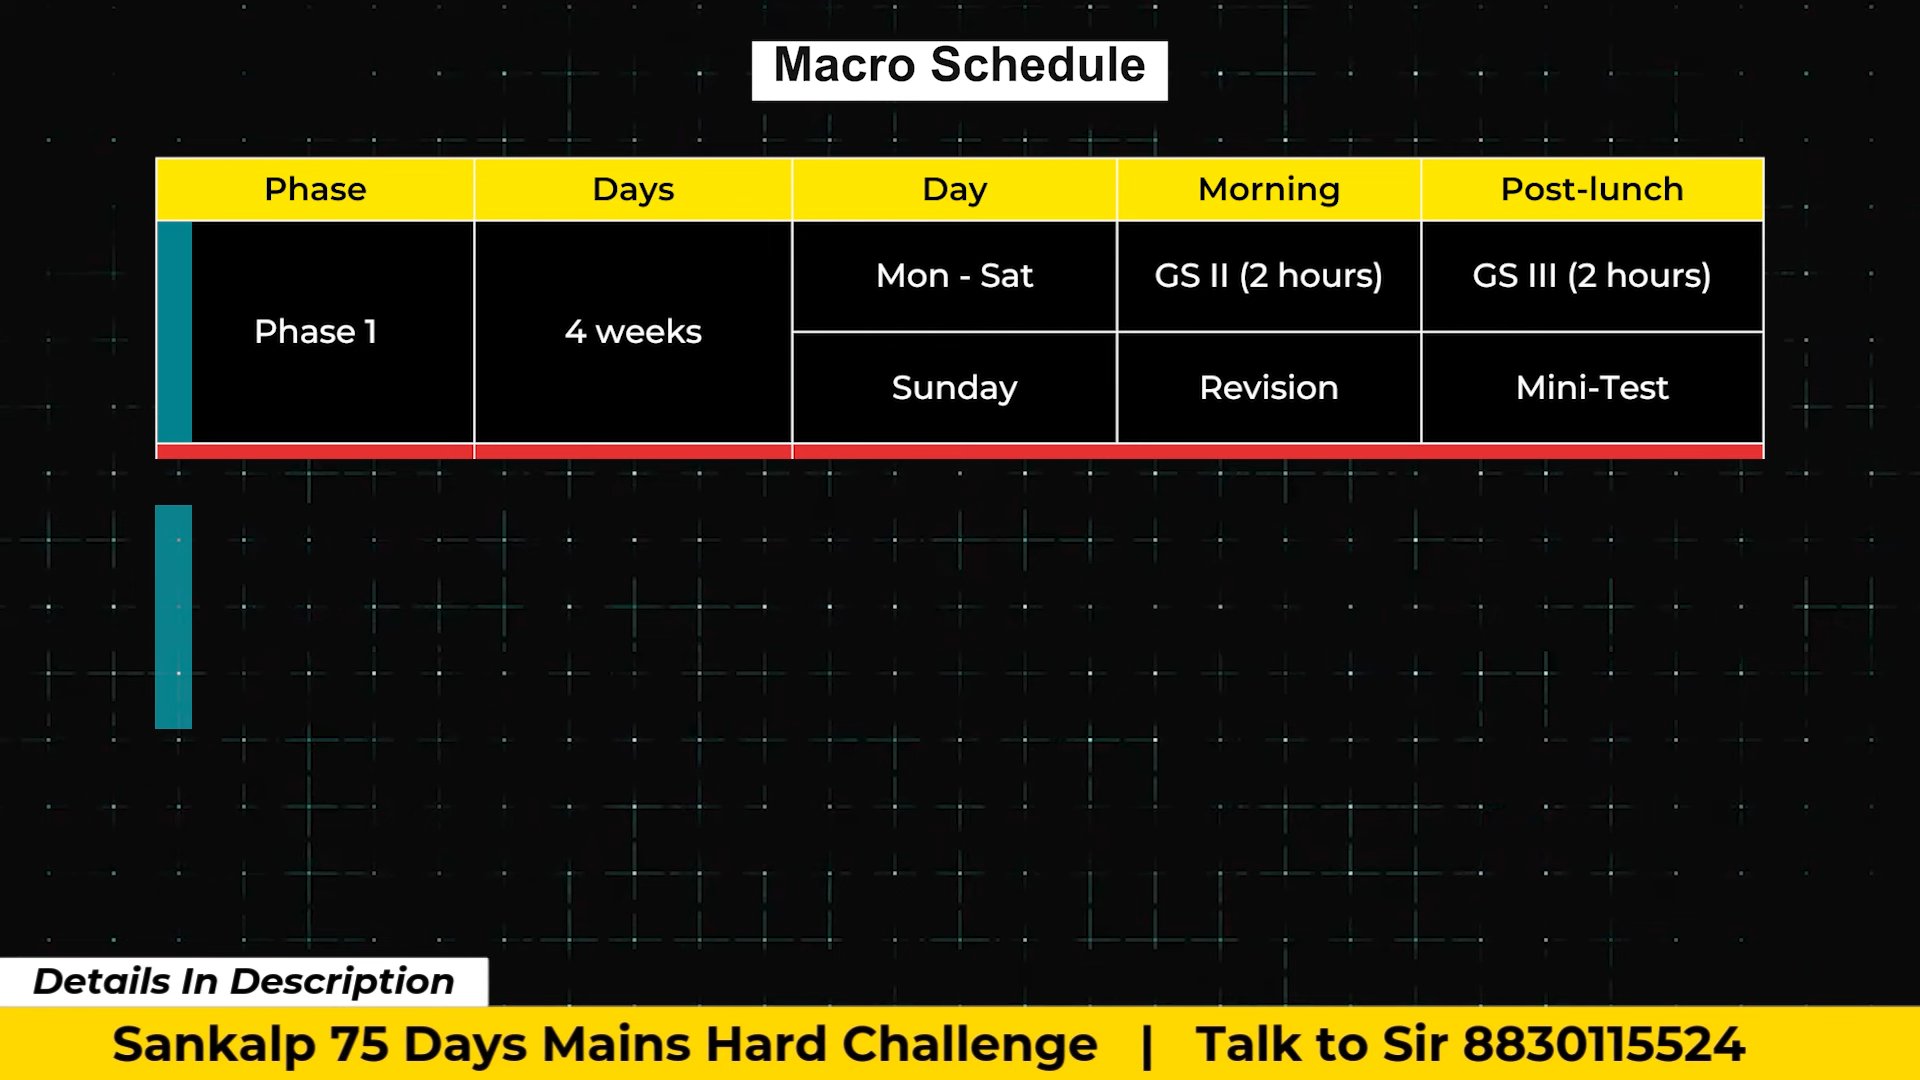 Macro Schedule
Phase Days Day Morning Post-lunch
Phase 1 4 weeks Mon - Sat GS II (2 hours) GS III (2 hours)
Sunday Revision Mini-Test
Details In Description
Sankalp 75 Days Mains Hard Challenge | Talk to Sir 8830115524